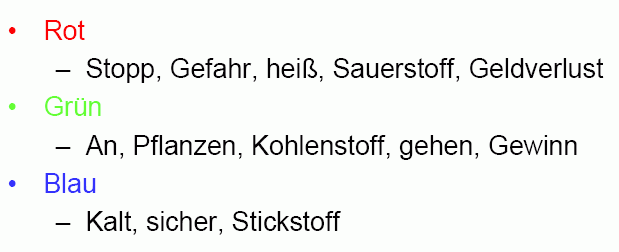 • Rot
– Stopp, Gefahr, heiß, Sauerstoff, Geldverlust
• Grün
– An, Pflanzen, Kohlenstoff, gehen, Gewinn
• Blau
– Kalt, sicher, Stickstoff